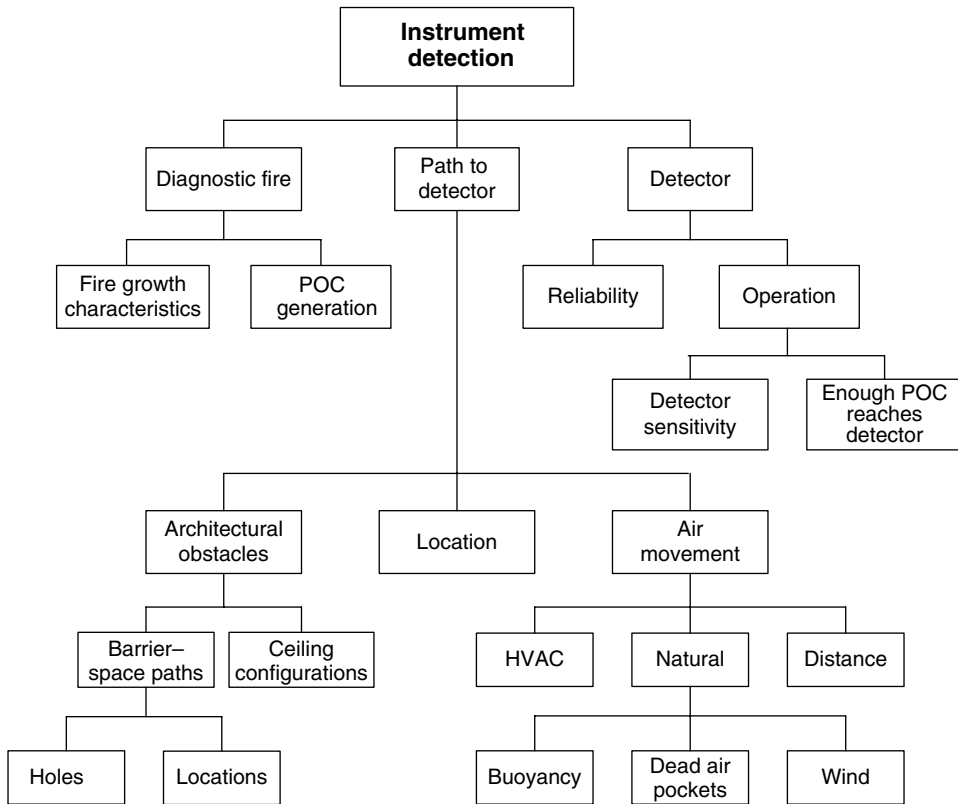 Instrument
detection
Diagnostic fire
Path to
detector
Detector
Fire growth
characteristics
POC
generation
Reliability
Operation
Detector
sensitivity
Enough POC
reaches
detector
Architectural
obstacles
Location
Air
movement
Barrier–
space paths
Ceiling
configurations
HVAC
Natural
Distance
Holes
Locations
Buoyancy
Dead air
pockets
Wind